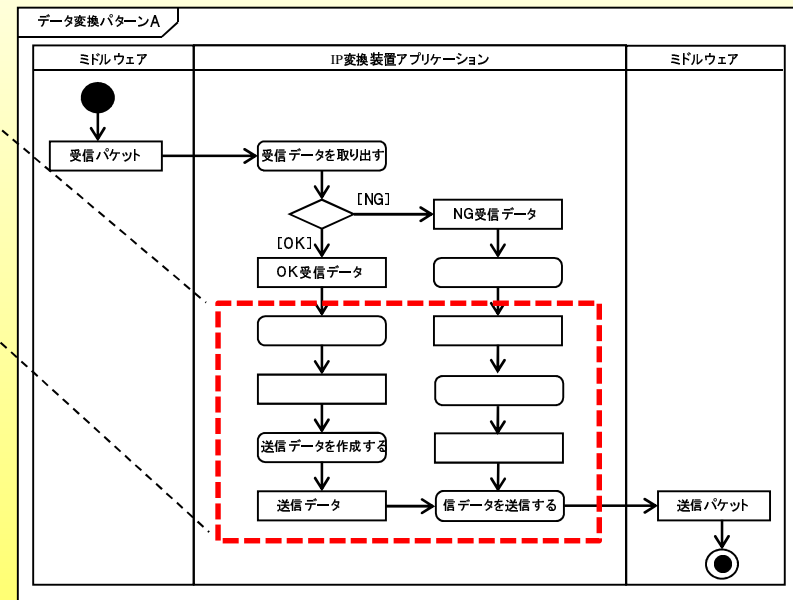 データ変換パターンA
ミドルウェア
IP変換装置アプリケーション
ミドルウェア
受信パケット
受信データを取り出す
[NG]
NG受信データ
[OK]
OK受信データ
送信データを作成する
送信データ
信データを送信する
送信パケット